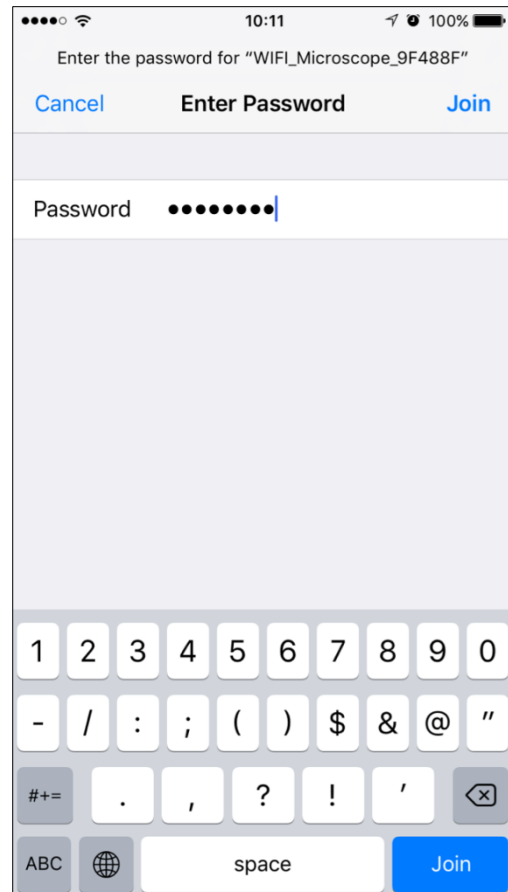 10:11 100%
Enter the password for “WIFI_Microscope_9F488F”
Cancel Enter Password Join
Password ••••••••
1 2 3 4 5 6 7 8 9 0
- / : ; ( ) $ & @ "
#+= . , ? ! '
ABC space Join